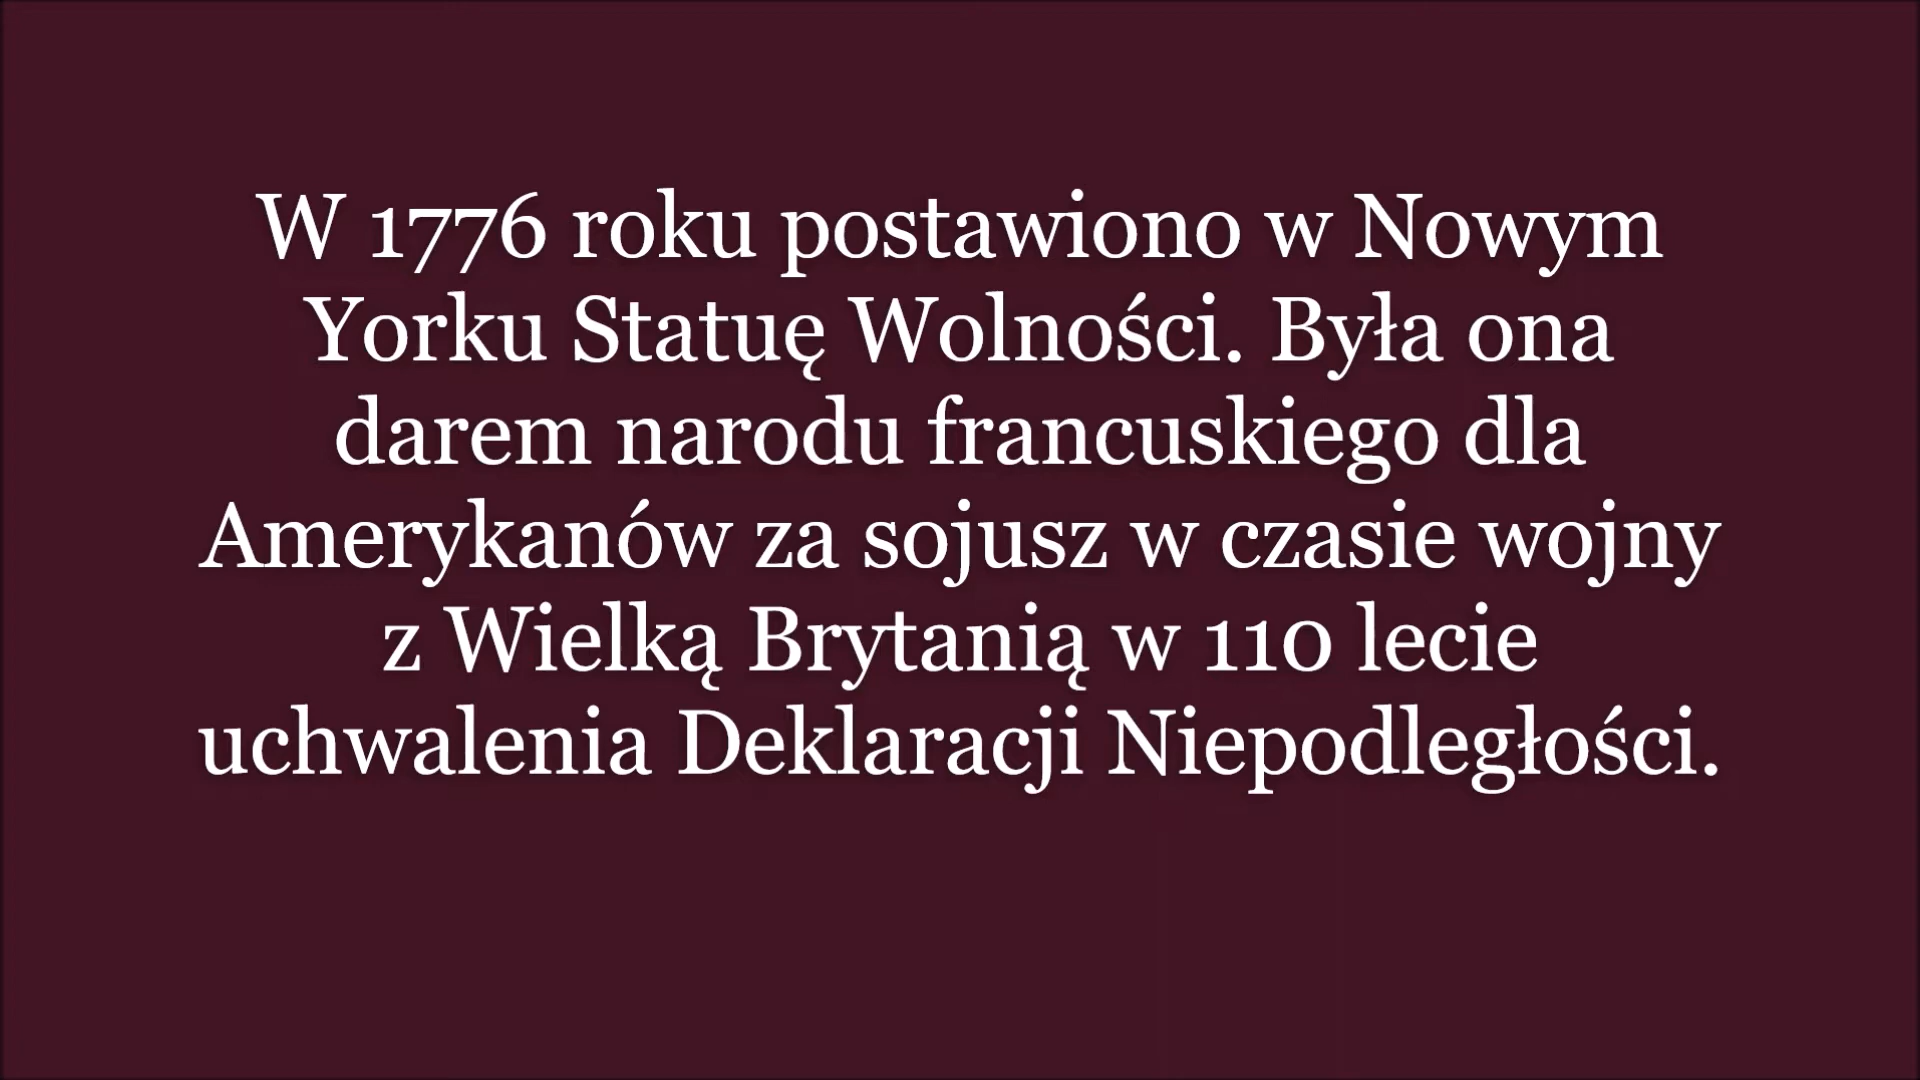 W 1776 roku postawiono w Nowym
Yorku Statuę Wolności. Była ona
darem narodu francuskiego dla
Amerykanów za sojusz w czasie wojny
z Wielką Brytanią w 110 lecie
uchwalenia Deklaracji Niepodległości.